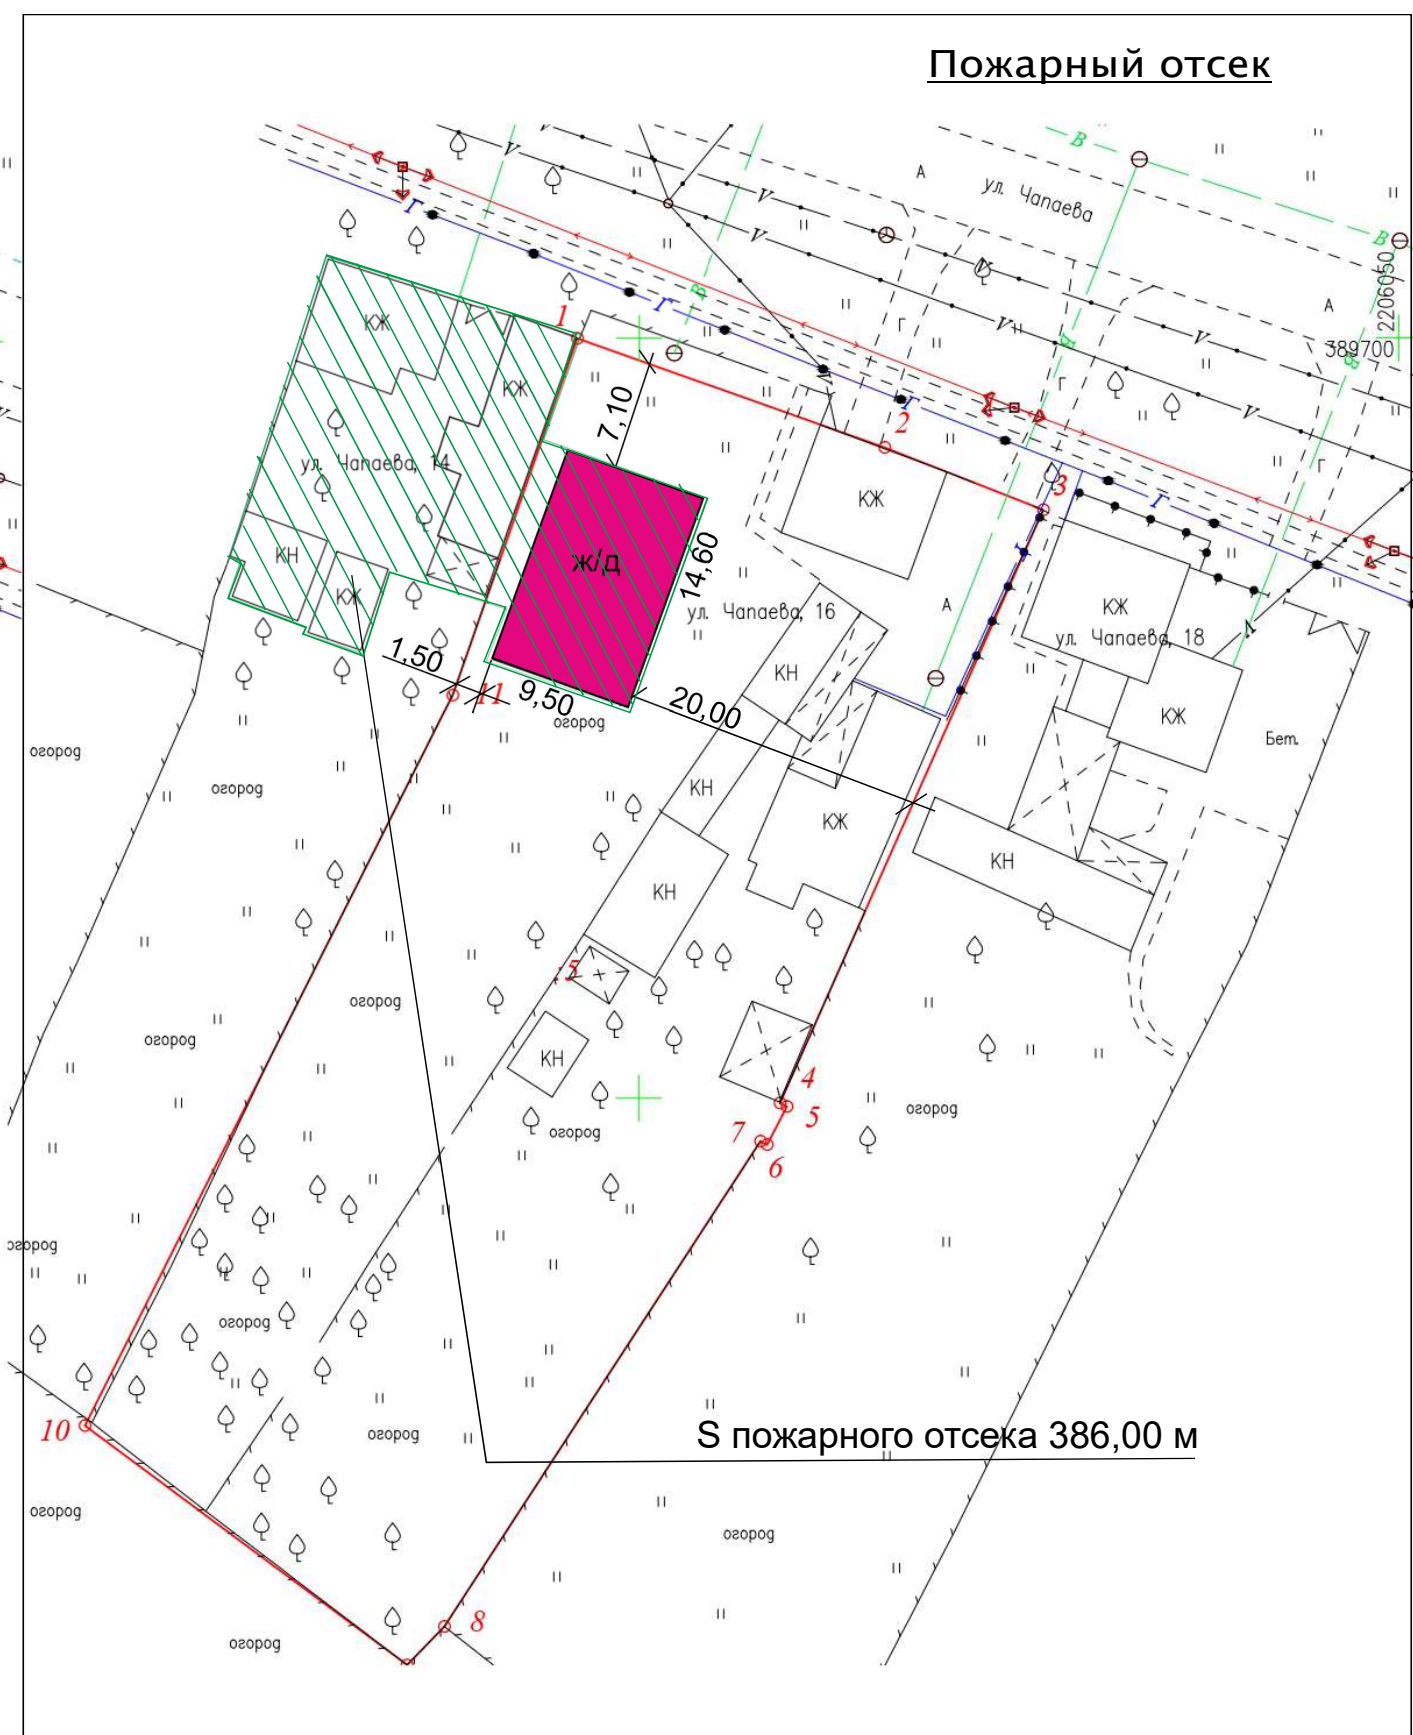 Пожарный отсек
В
А
ул. Чапаева
V
V
Г
V
В
V
В
2206050
V
В
А
КЖ
1
Г
Г
V
V
389700
В
В
КЖ
7,10
Г
Г
V
2
ул. Чапаева, 14
Г
3
КЖ
Г
КН
ж/д
14,60
КЖ
ул. Чапаева, 16
А
КЖ
ул. Чапаева, 18
1,50
КН
11
9,50
20,00
КЖ
огород
Бет.
огород
огород
КН
КЖ
КН
КН
5
огород
огород
КН
4
5
огород
7
огород
6
огород
огород
10
огород
S пожарного отсека 386,00 м
огород
огород
8
огород